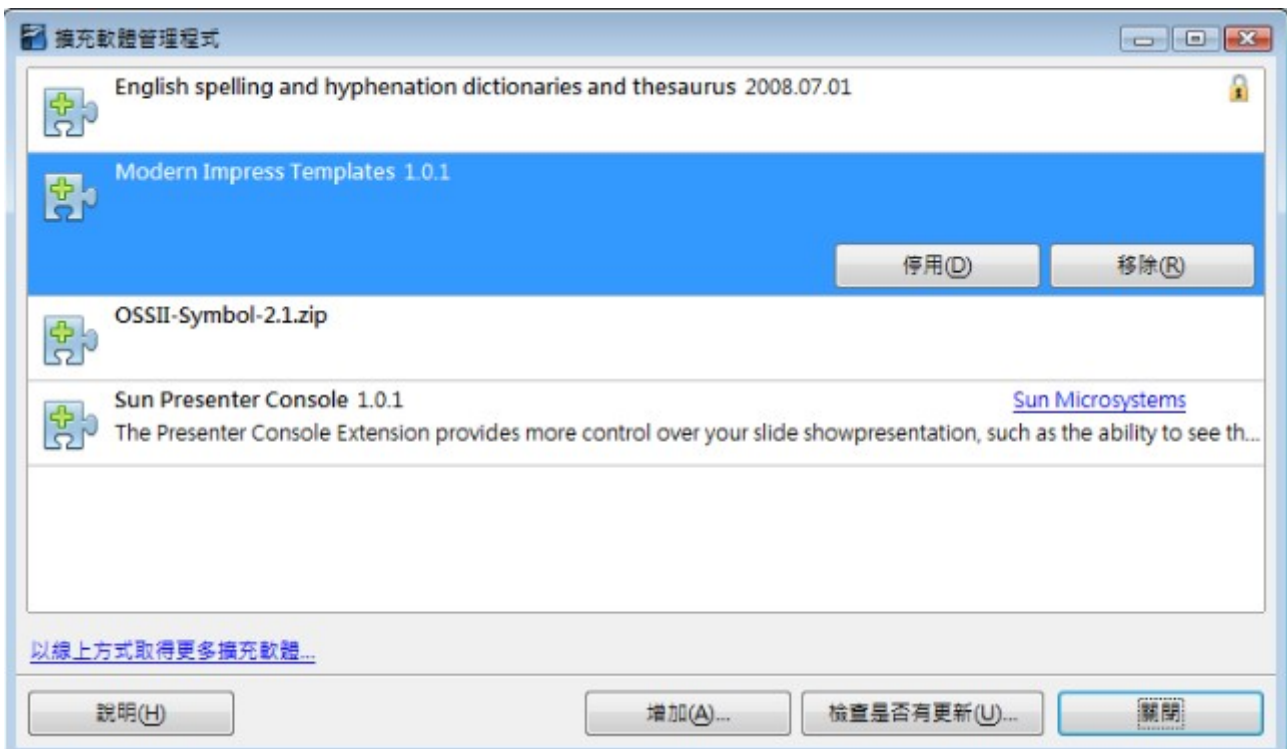 擴充軟體管理程式
English spelling and hyphenation dictionaries and thesaurus 2008.07.01
Modern Impress Templates 1.0.1
停用(D) 移除(R)
OSSII-Symbol-2.1.zip
Sun Presenter Console 1.0.1 Sun Microsystems
The Presenter Console Extension provides more control over your slide showpresentation, such as the ability to see th...
以線上方式取得更多擴充軟體...
說明(H) 增加(A)... 檢查是否有更新(U)... 關閉